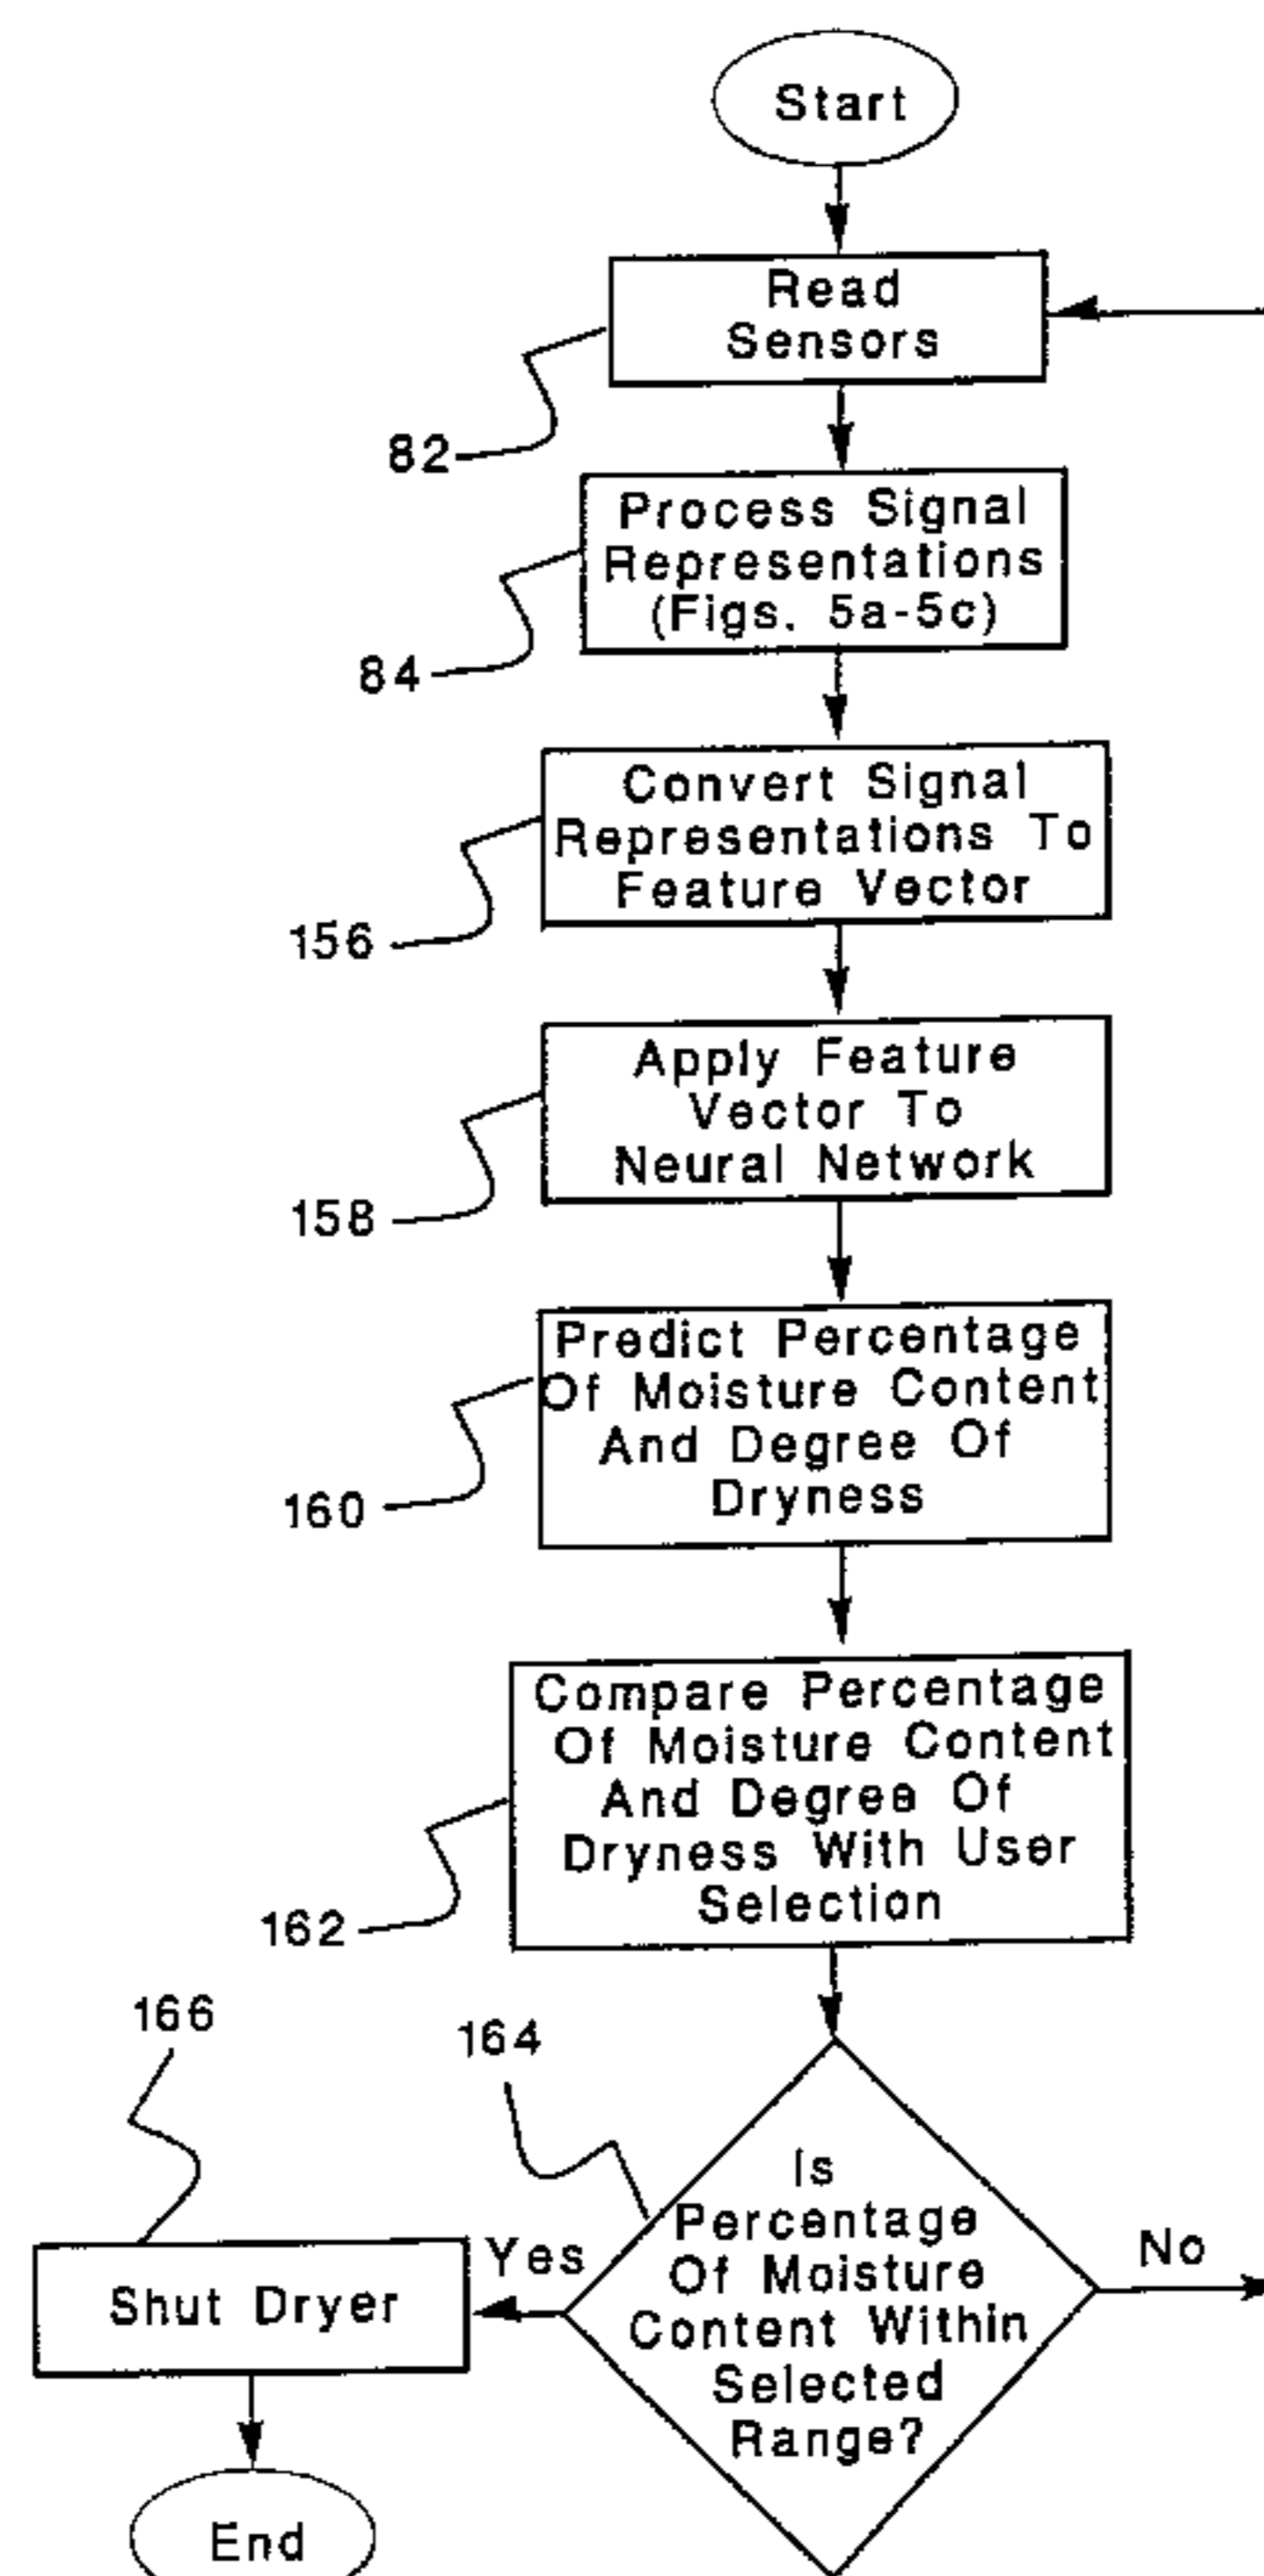 Start
Read
Sensors
82
Process Signal
Representations
(Figs. 5a-5c)
84
Convert Signal
Representations To
Feature Vector
156
Apply Feature
Vector To
Neural Network
158
Predict Percentage
Of Moisture Content
And Degree Of
Dryness
160
Compare Percentage
Of Moisture Content
And Degree Of
Dryness With User
Selection
162
166
164
Is
Percentage
Of Moisture
Content Within
Selected
Range?
Yes
No
Shut Dryer
End